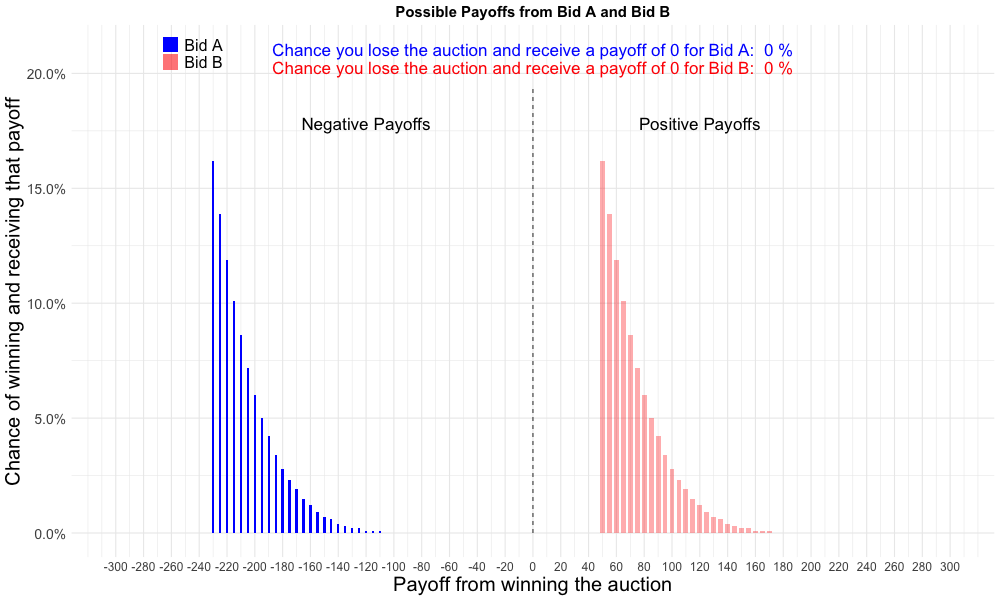 Possible Payoffs from Bid A and Bid B
Bid A
Bid B
Chance you lose the auction and receive a payoff of 0 for Bid A:  0 %
Chance you lose the auction and receive a payoff of 0 for Bid B:  0 %
Negative Payoffs
Positive Payoffs
Chance of winning and receiving that payoff
20.0%
15.0%
10.0%
5.0%
0.0%
-300 -280 -260 -240 -220 -200 -180 -160 -140 -120 -100 -80 -60 -40 -20 0 20 40 60 80 100 120 140 160 180 200 220 240 260 280 300
Payoff from winning the auction